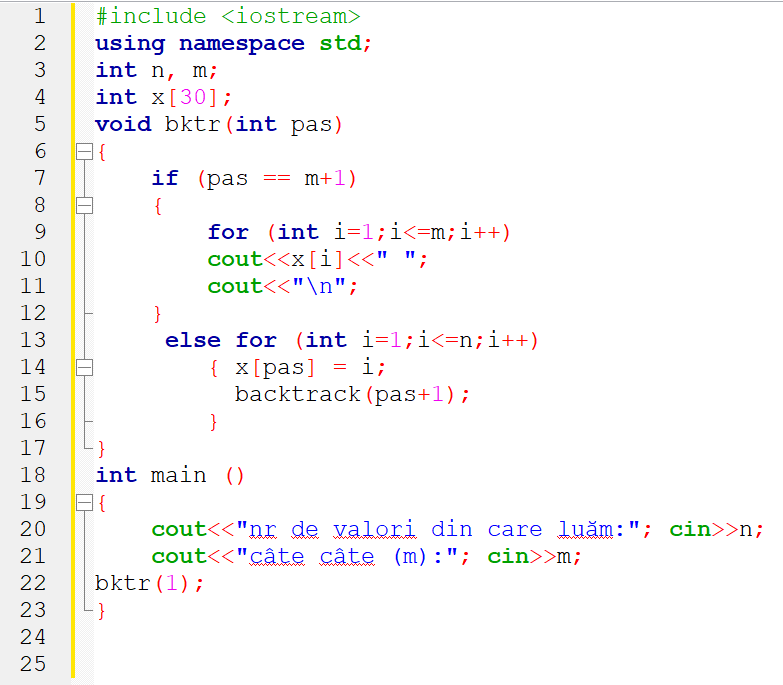 1 #include <iostream>
2 using namespace std;
3 int n, m;
4 int x[30];
5 void bktr(int pas)
6 {
7     if (pas == m+1)
8     {
9         for (int i=1;i<=m;i++)
10         cout<<x[i]<<" ";
11         cout<<"\n";
12     }
13      else for (int i=1;i<=n;i++)
14         { x[pas] = i;
15           backtrack(pas+1);
16         }
17 }
18 int main ()
19 {
20     cout<<"nr de valori din care luăm:"; cin>>n;
21     cout<<"câte câte (m):"; cin>>m;
22 bktr(1);
23 }
24
25